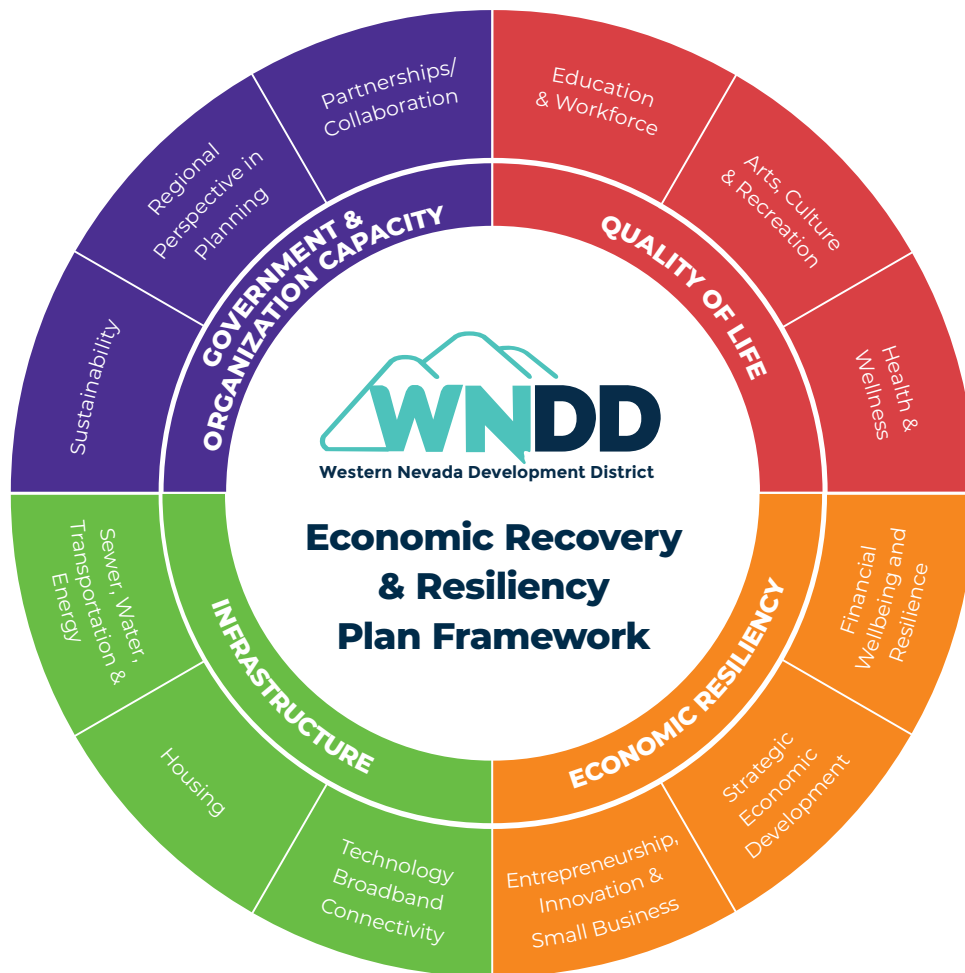 Partnerships/
Collaboration
Regional
Perspective in
Planning
Sustainability
GOVERNMENT &
ORGANIZATION CAPACITY
Education
& Workforce
Arts, Culture
& Recreation
Health &
Wellness
QUALITY OF LIFE
WNDD
Western Nevada Development District
Economic Recovery
& Resiliency
Plan Framework
Sewer, Water,
Transportation &
Energy
Housing
Technology
Broadband
Connectivity
INFRASTRUCTURE
Financial
Wellbeing and
Resilience
Strategic
Economic
Development
Entrepreneurship,
Innovation &
Small Business
ECONOMIC RESILIENCY